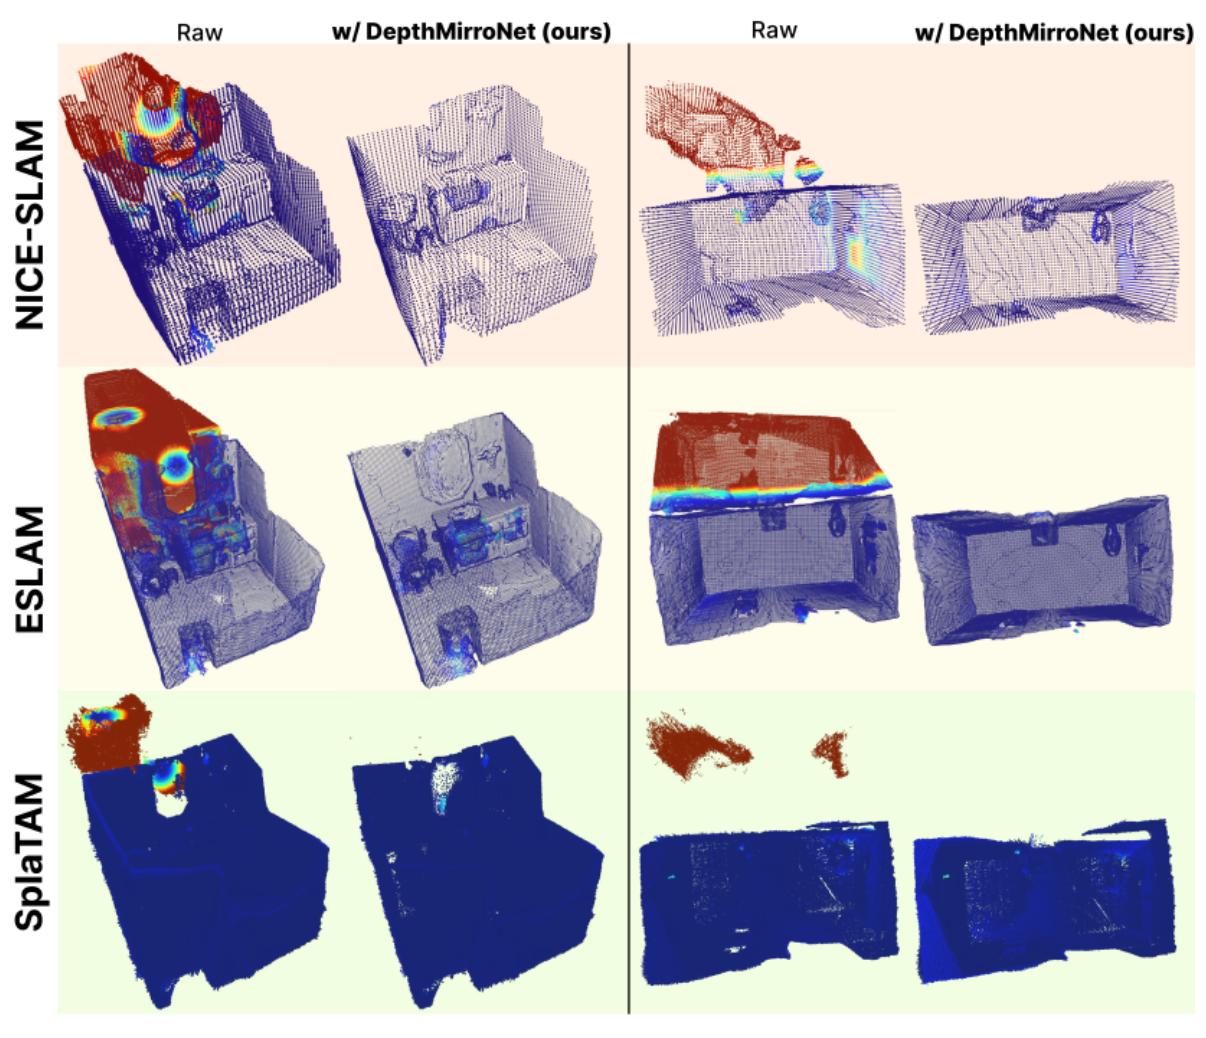 Raw
w/ DepthMirroNet (ours)
Raw
w/ DepthMirroNet (ours)
NICE-SLAM
ESLAM
SplaTAM